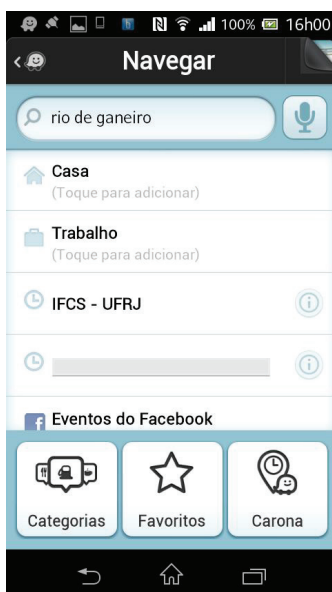 100% 16h00
Navegar
rio de ganeiro
Casa
(Toque para adicionar)
Trabalho
(Toque para adicionar)
IFCS - UFRJ
Eventos do Facebook
Categorias Favoritos Carona